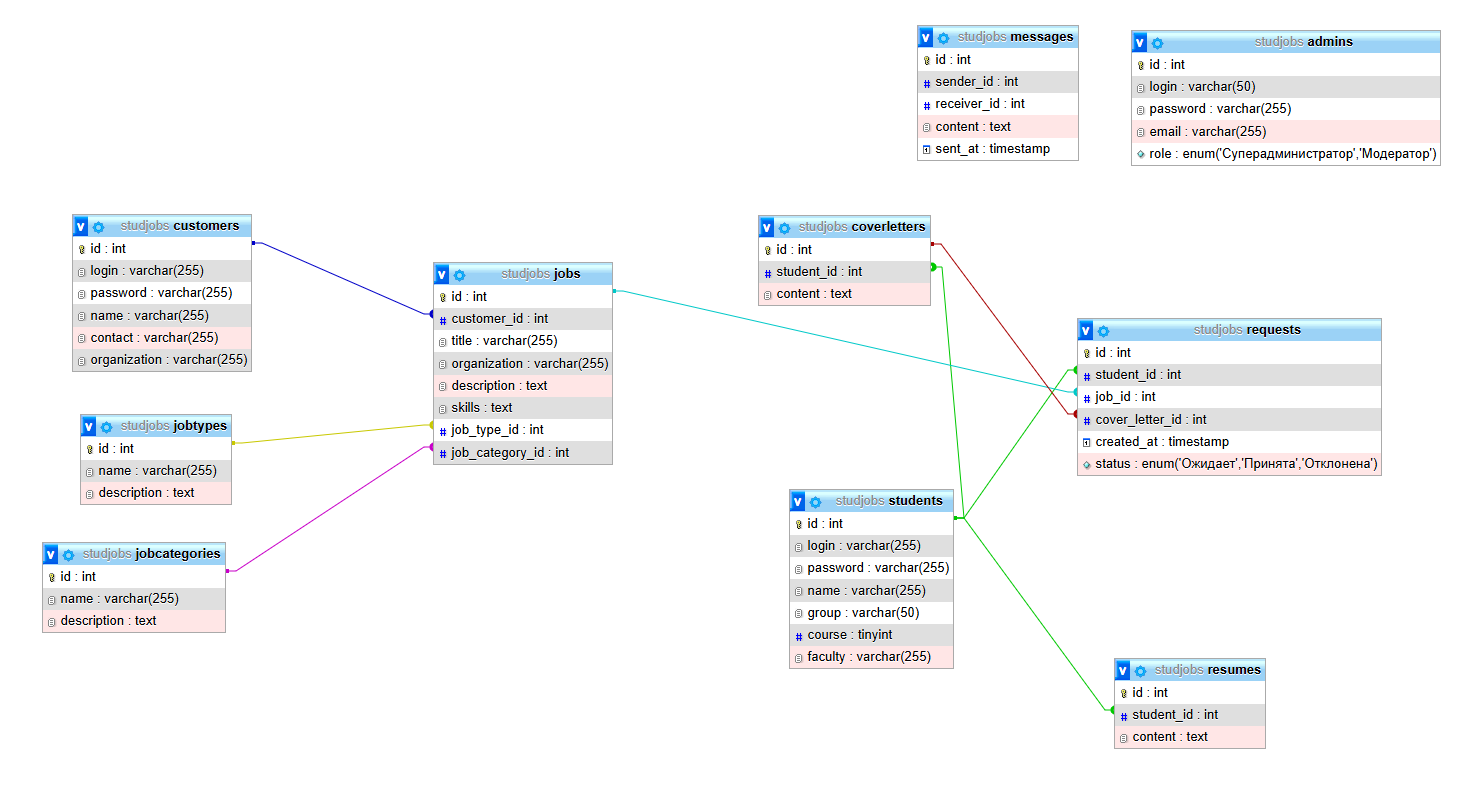 studjobs messages
id : int
sender_id : int
receiver_id : int
content : text
sent_at : timestamp
studjobs admins
id : int
login : varchar(50)
password : varchar(255)
email : varchar(255)
role : enum('Суперадминистратор','Модератор')
studjobs customers
id : int
login : varchar(255)
password : varchar(255)
name : varchar(255)
contact : varchar(255)
organization : varchar(255)
studjobs jobs
id : int
customer_id : int
title : varchar(255)
organization : varchar(255)
description : text
skills : text
job_type_id : int
job_category_id : int
studjobs coverletters
id : int
student_id : int
content : text
studjobs requests
id : int
student_id : int
job_id : int
cover_letter_id : int
created_at : timestamp
status : enum('Ожидает','Принята','Отклонена')
studjobs jobtypes
id : int
name : varchar(255)
description : text
studjobs students
id : int
login : varchar(255)
password : varchar(255)
name : varchar(255)
group : varchar(50)
course : tinyint
faculty : varchar(255)
studjobs jobcategories
id : int
name : varchar(255)
description : text
studjobs resumes
id : int
student_id : int
content : text